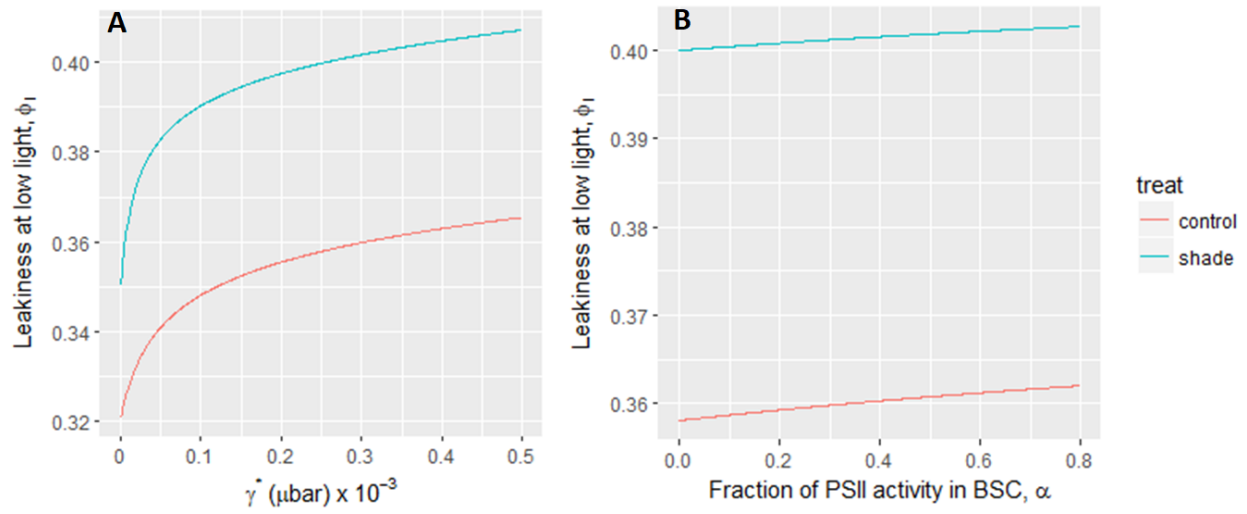 A
Leakiness at low light, ϕI
0.40
0.38
0.36
0.34
0.32
0
0.1
0.2
0.3
0.4
0.5
γ* (μbar) x 10⁻³
B
Leakiness at low light, ϕI
0.40
0.39
0.38
0.37
0.36
0.0
0.2
0.4
0.6
0.8
Fraction of PSII activity in BSC, α
treat
control
shade